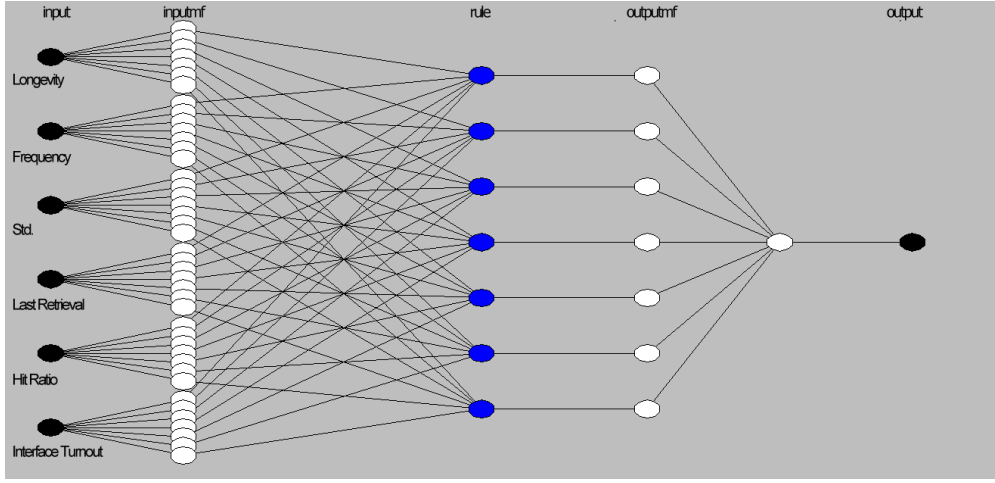 input inputmf rule outputmf output
Longevity
Frequency
Std.
Last Retrieval
Hit Ratio
Interface Turnout